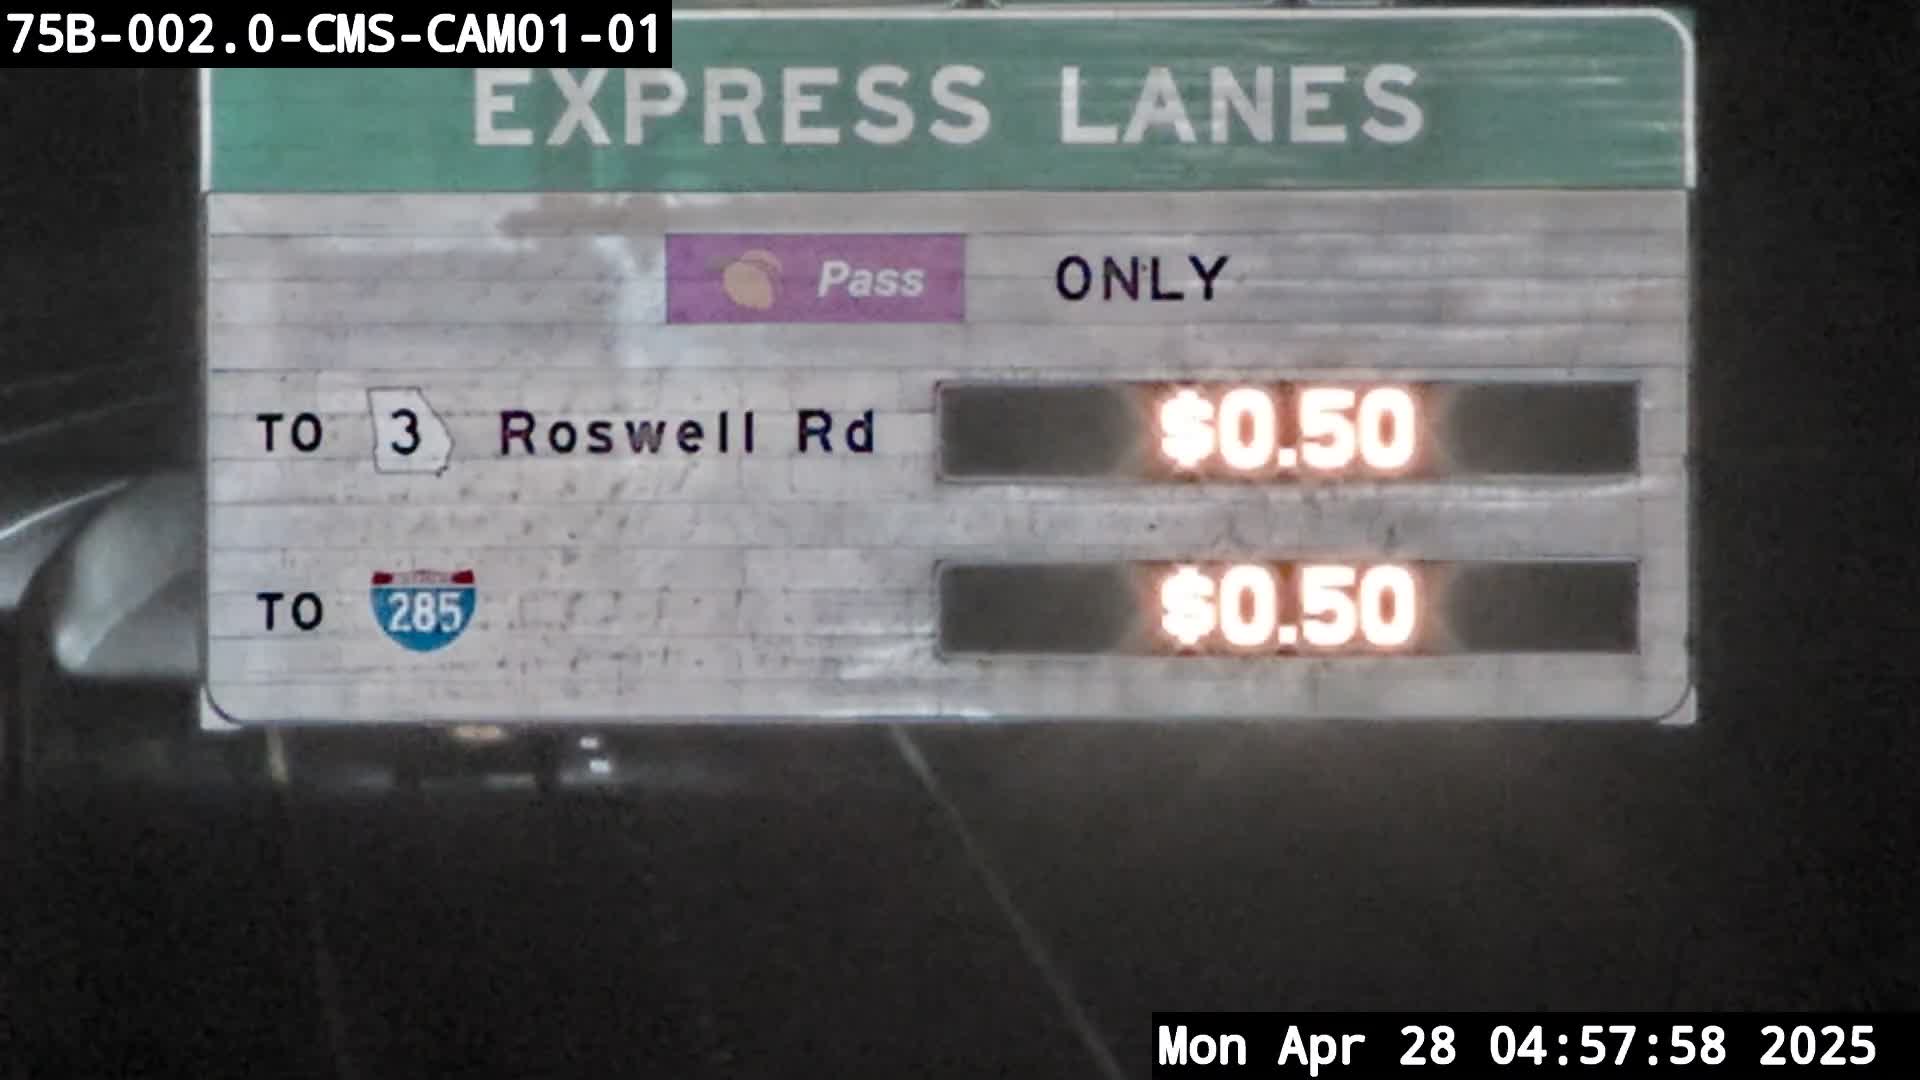 75B-002.0-CMS-CAM01-01
EXPRESS LANES
Pass ONLY
TO 3 Roswell Rd $0.50
TO 285 $0.50
Mon Apr 28 04:57:58 2025